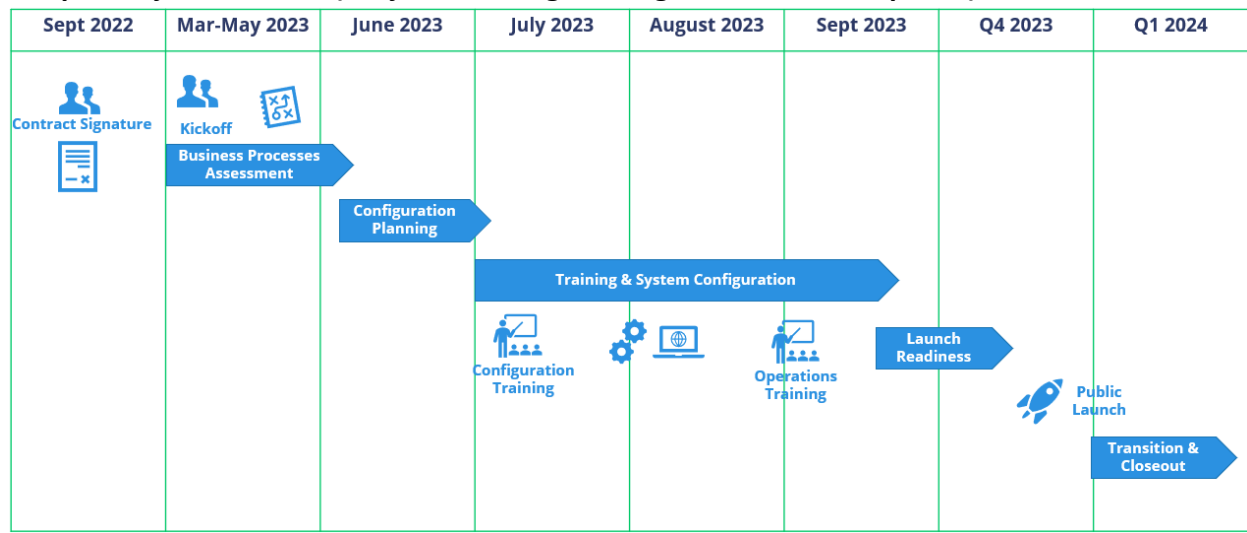 Sept 2022
Mar-May 2023
June 2023
July 2023
August 2023
Sept 2023
Q4 2023
Q1 2024
Contract Signature
Kickoff
Business Processes
Assessment
Configuration
Planning
Training & System Configuration
Configuration
Training
Operations
Training
Launch
Readiness
Public
Launch
Transition &
Closeout